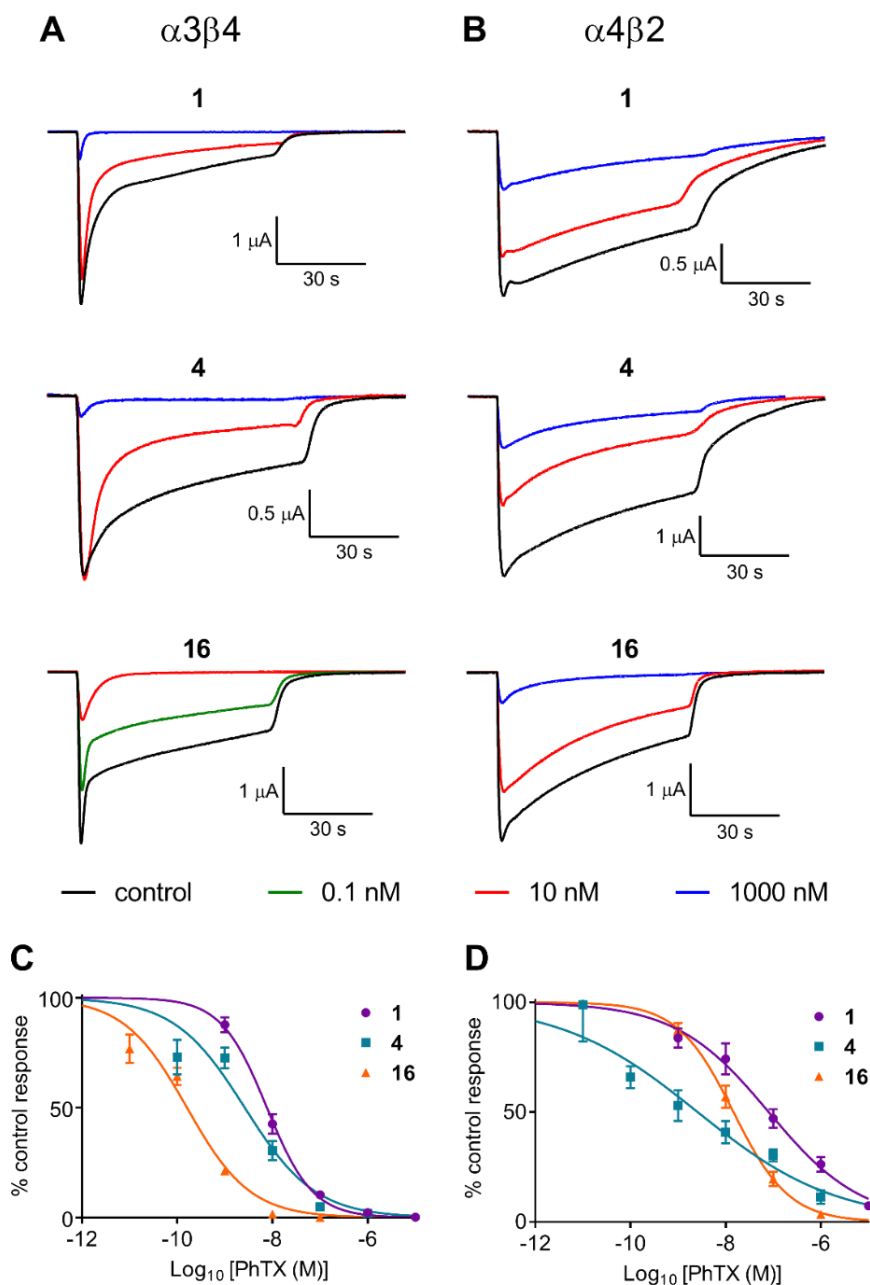 A α3β4 B α4β2
1 1
1 μA
30 s
0.5 μA
30 s
4 4
0.5 μA
30 s
1 μA
30 s
16 16
1 μA
30 s
1 μA
30 s
control 0.1 nM 10 nM 1000 nM
C
% control response
100
50
0
-12 -10 -8 -6
Log10 [PhTX (M)]
1
4
16
D
% control response
100
50
0
-12 -10 -8 -6
Log10 [PhTX (M)]
1
4
16